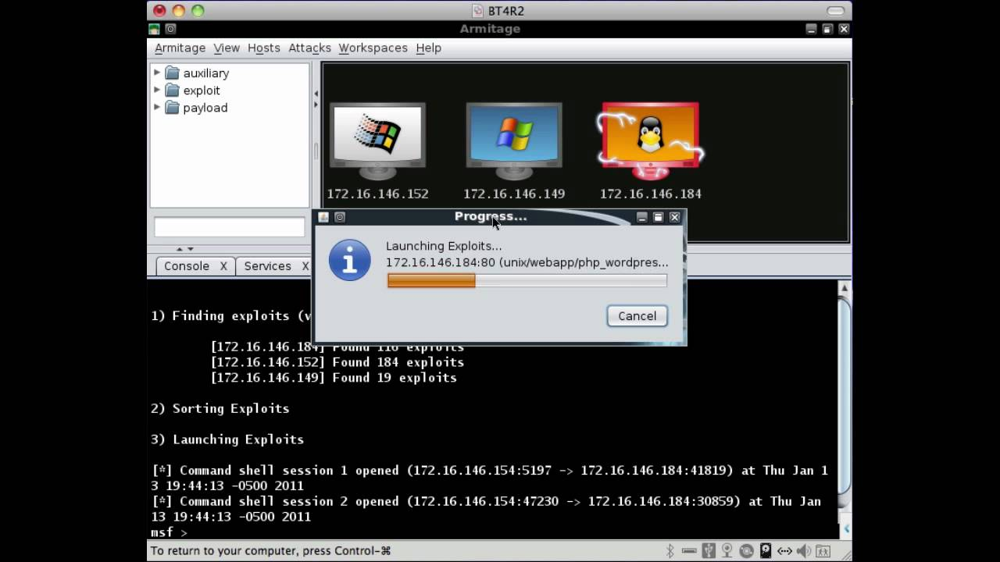 BT4R2
Armitage
Armitage View Hosts Attacks Workspaces Help
auxiliary
exploit
payload
172.16.146.152 172.16.146.149 172.16.146.184
Progress...
Launching Exploits...
172.16.146.184:80 (unix/webapp/php_wordpres...
Cancel
Console X Services X
1) Finding exploits (v
[172.16.146.184] Found 116 exploits
[172.16.146.152] Found 184 exploits
[172.16.146.149] Found 19 exploits
2) Sorting Exploits
3) Launching Exploits
[*] Command shell session 1 opened (172.16.146.154:5197 -> 172.16.146.184:41819) at Thu Jan 1
3 19:44:13 -0500 2011
[*] Command shell session 2 opened (172.16.146.154:47230 -> 172.16.146.184:30859) at Thu Jan
13 19:44:13 -0500 2011
msf >
To return to your computer, press Control-⌘